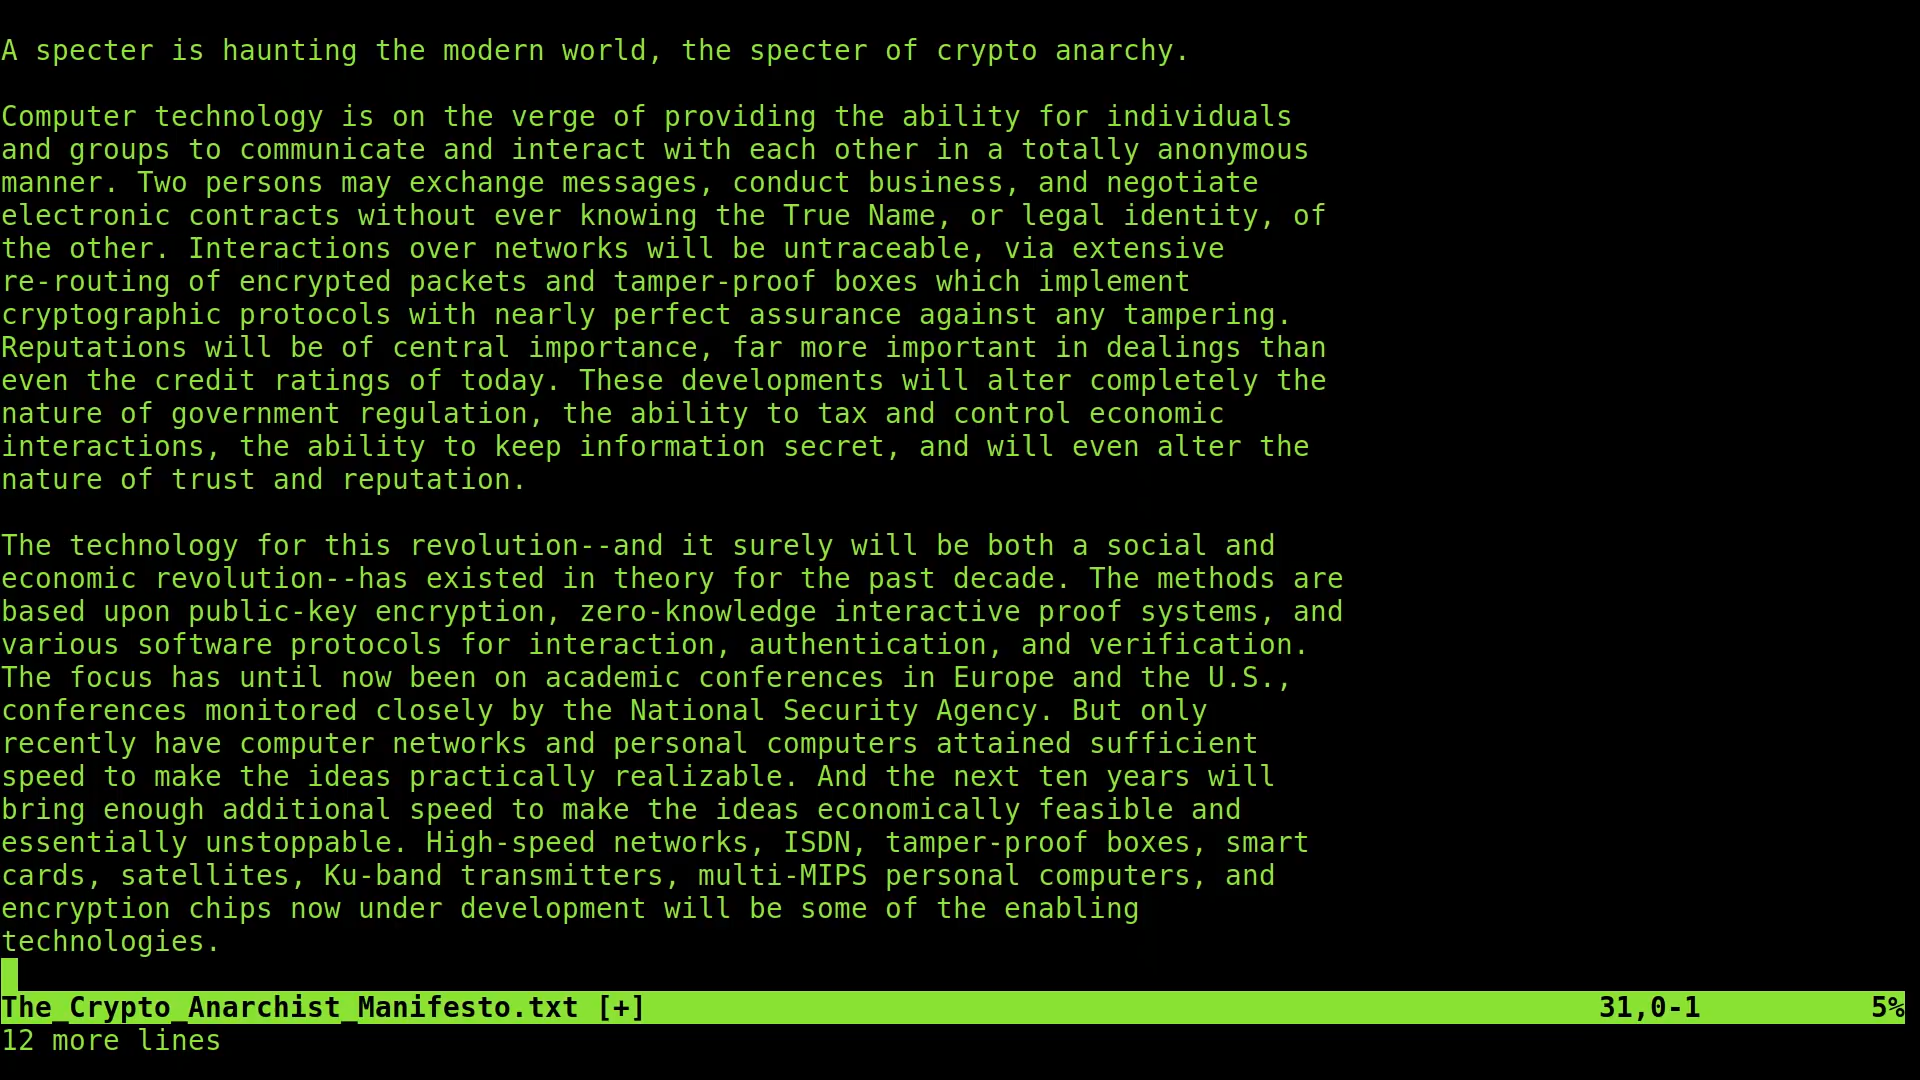 A specter is haunting the modern world, the specter of crypto anarchy.
Computer technology is on the verge of providing the ability for individuals
and groups to communicate and interact with each other in a totally anonymous
manner. Two persons may exchange messages, conduct business, and negotiate
electronic contracts without ever knowing the True Name, or legal identity, of
the other. Interactions over networks will be untraceable, via extensive
re-routing of encrypted packets and tamper-proof boxes which implement
cryptographic protocols with nearly perfect assurance against any tampering.
Reputations will be of central importance, far more important in dealings than
even the credit ratings of today. These developments will alter completely the
nature of government regulation, the ability to tax and control economic
interactions, the ability to keep information secret, and will even alter the
nature of trust and reputation.
The technology for this revolution--and it surely will be both a social and
economic revolution--has existed in theory for the past decade. The methods are
based upon public-key encryption, zero-knowledge interactive proof systems, and
various software protocols for interaction, authentication, and verification.
The focus has until now been on academic conferences in Europe and the U.S.,
conferences monitored closely by the National Security Agency. But only
recently have computer networks and personal computers attained sufficient
speed to make the ideas practically realizable. And the next ten years will
bring enough additional speed to make the ideas economically feasible and
essentially unstoppable. High-speed networks, ISDN, tamper-proof boxes, smart
cards, satellites, Ku-band transmitters, multi-MIPS personal computers, and
encryption chips now under development will be some of the enabling
technologies.
The_Crypto_Anarchist_Manifesto.txt [+] 31,0-1 5%
12 more lines